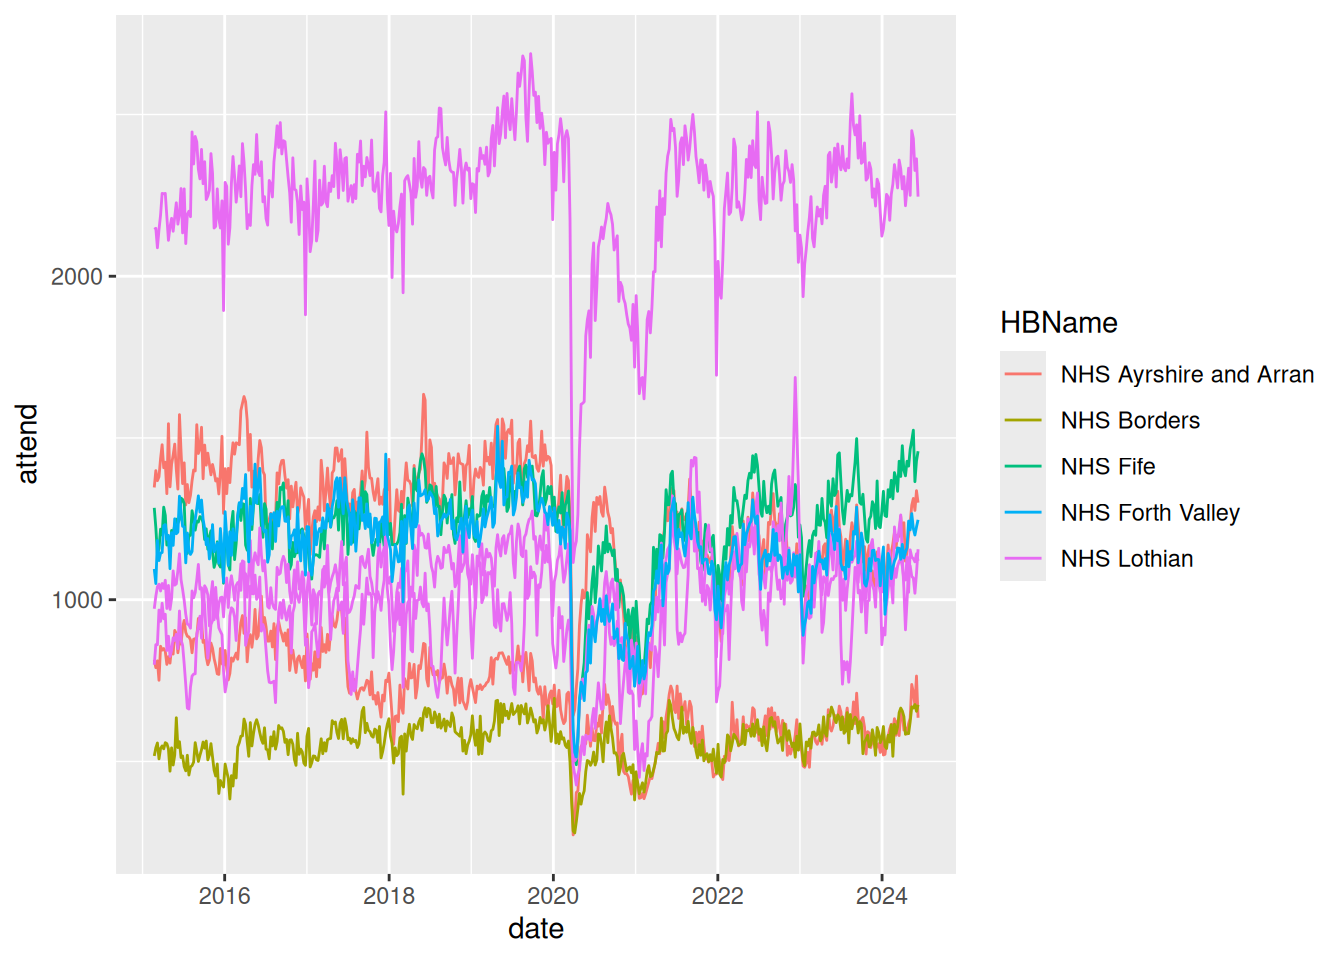 2000
1000
attend
2016
2018
2020
2022
2024
date
HBName
NHS Ayrshire and Arran
NHS Borders
NHS Fife
NHS Forth Valley
NHS Lothian